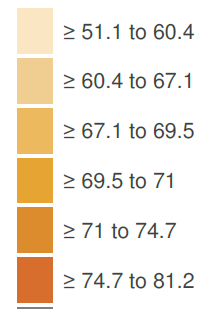 ≥ 51.1 to 60.4
≥ 60.4 to 67.1
≥ 67.1 to 69.5
≥ 69.5 to 71
≥ 71 to 74.7
≥ 74.7 to 81.2